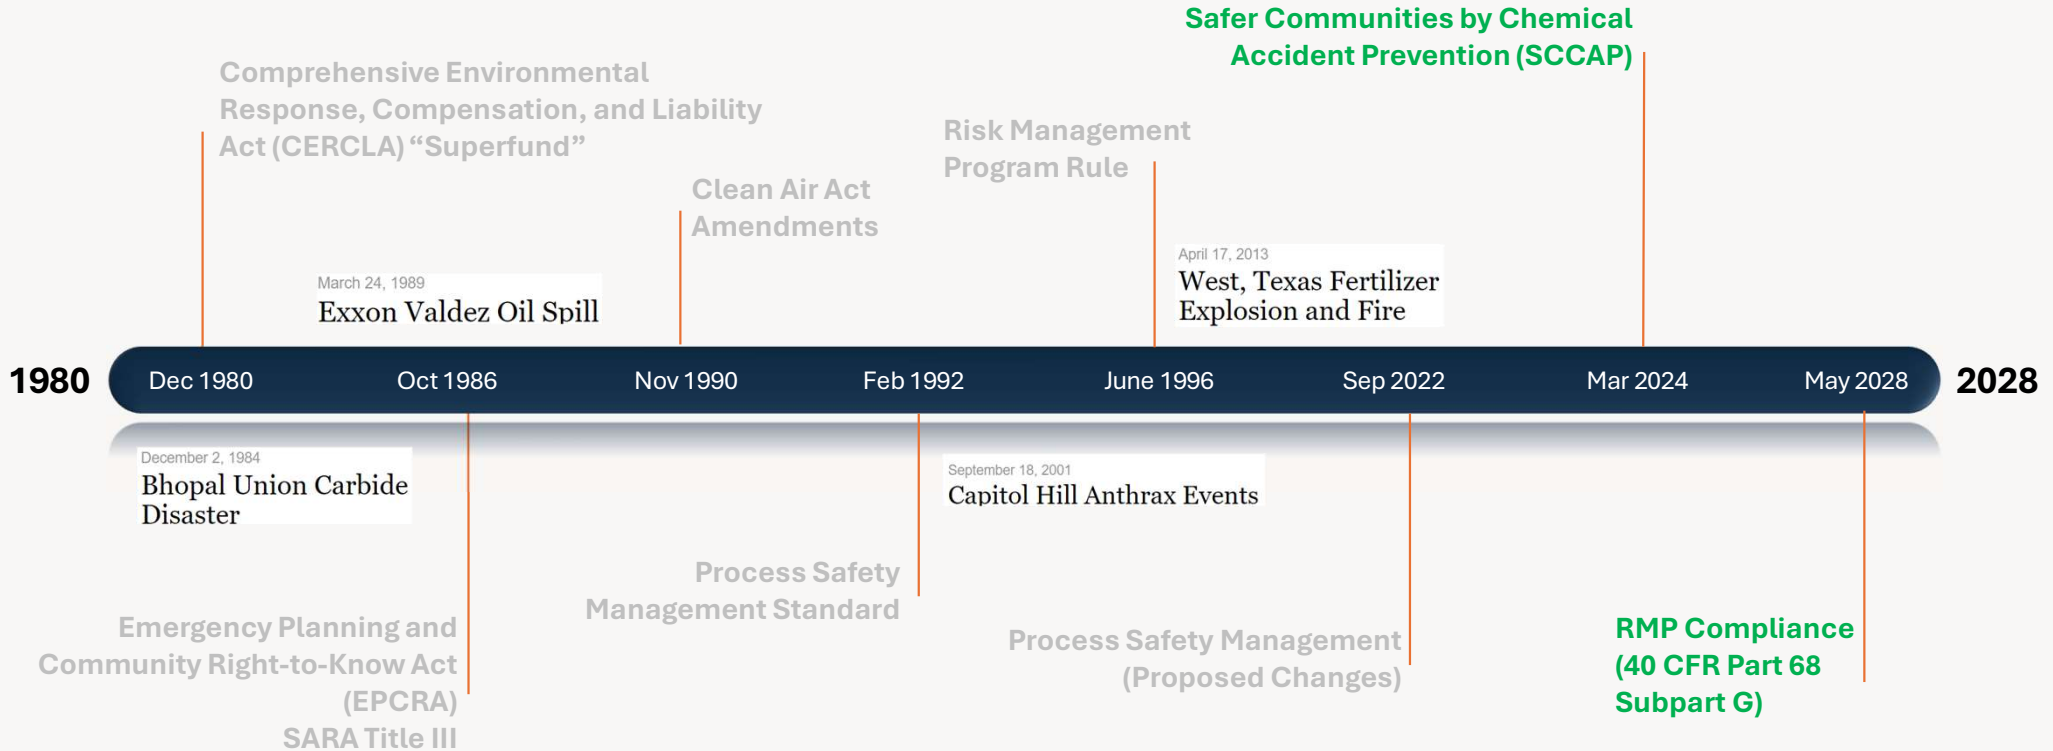 Safer Communities by Chemical
Accident Prevention (SCCAP)
Comprehensive Environmental
Response, Compensation, and Liability
Act (CERCLA) “Superfund”
Risk Management
Program Rule
Clean Air Act
Amendments
March 24, 1989
Exxon Valdez Oil Spill
April 17, 2013
West, Texas Fertilizer
Explosion and Fire
1980
Dec 1980
Oct 1986
Nov 1990
Feb 1992
June 1996
Sep 2022
Mar 2024
May 2028
2028
December 2, 1984
Bhopal Union Carbide
Disaster
September 18, 2001
Capitol Hill Anthrax Events
Process Safety
Management Standard
Emergency Planning and
Community Right-to-Know Act
(EPCRA)
SARA Title III
Process Safety Management
(Proposed Changes)
RMP Compliance
(40 CFR Part 68
Subpart G)